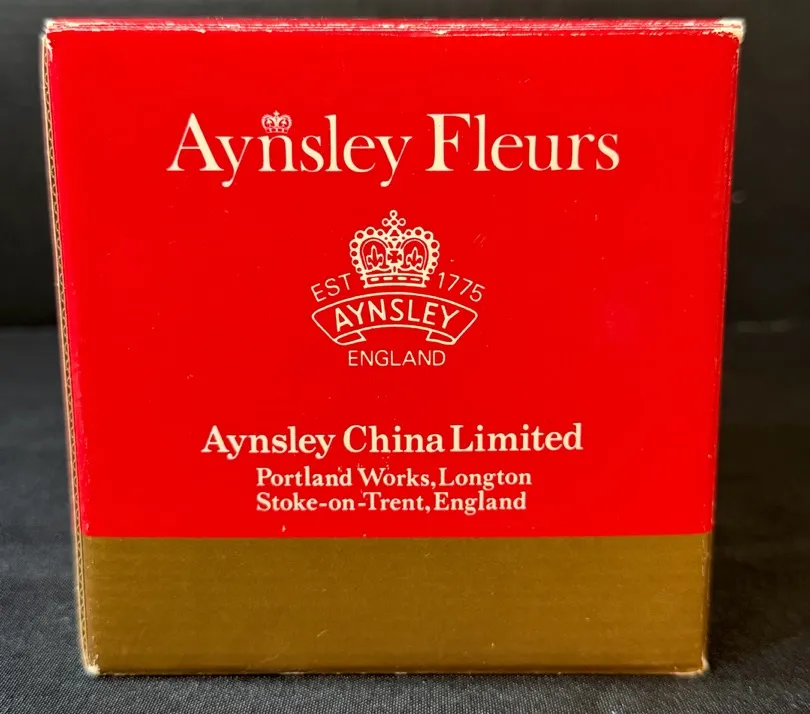 Aynsley Fleurs
EST 1775
AYNSLEY
ENGLAND
Aynsley China Limited
Portland Works, Longton
Stoke-on-Trent, England